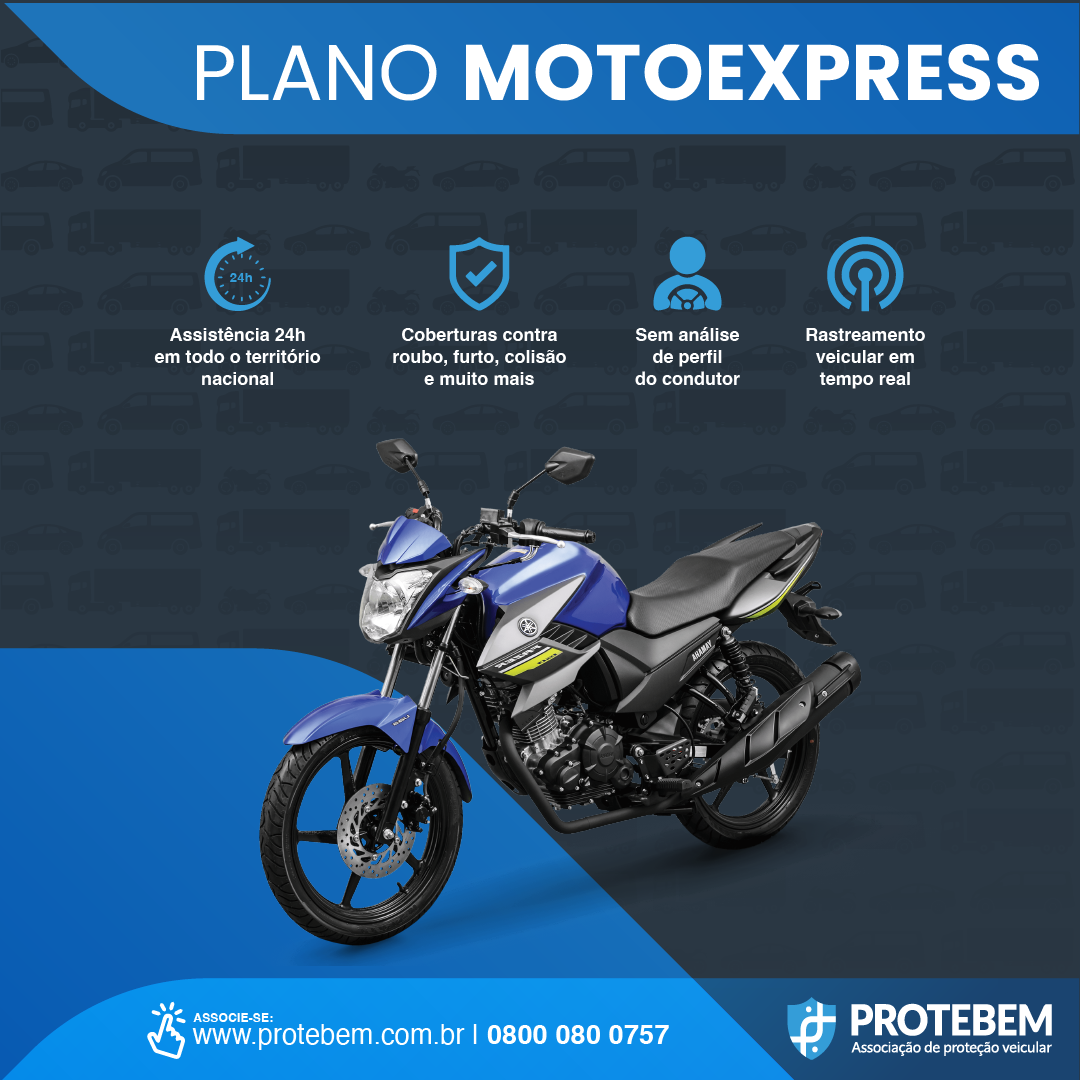 PLANO MOTOEXPRESS
24h
Assistência 24h
em todo o território
nacional
Coberturas contra
roubo, furto, colisão
e muito mais
Sem análise
de perfil
do condutor
Rastreamento
veicular em
tempo real
ASSOCIE-SE:
www.protebem.com.br | 0800 080 0757
PROTEBEM
Associação de proteção veicular